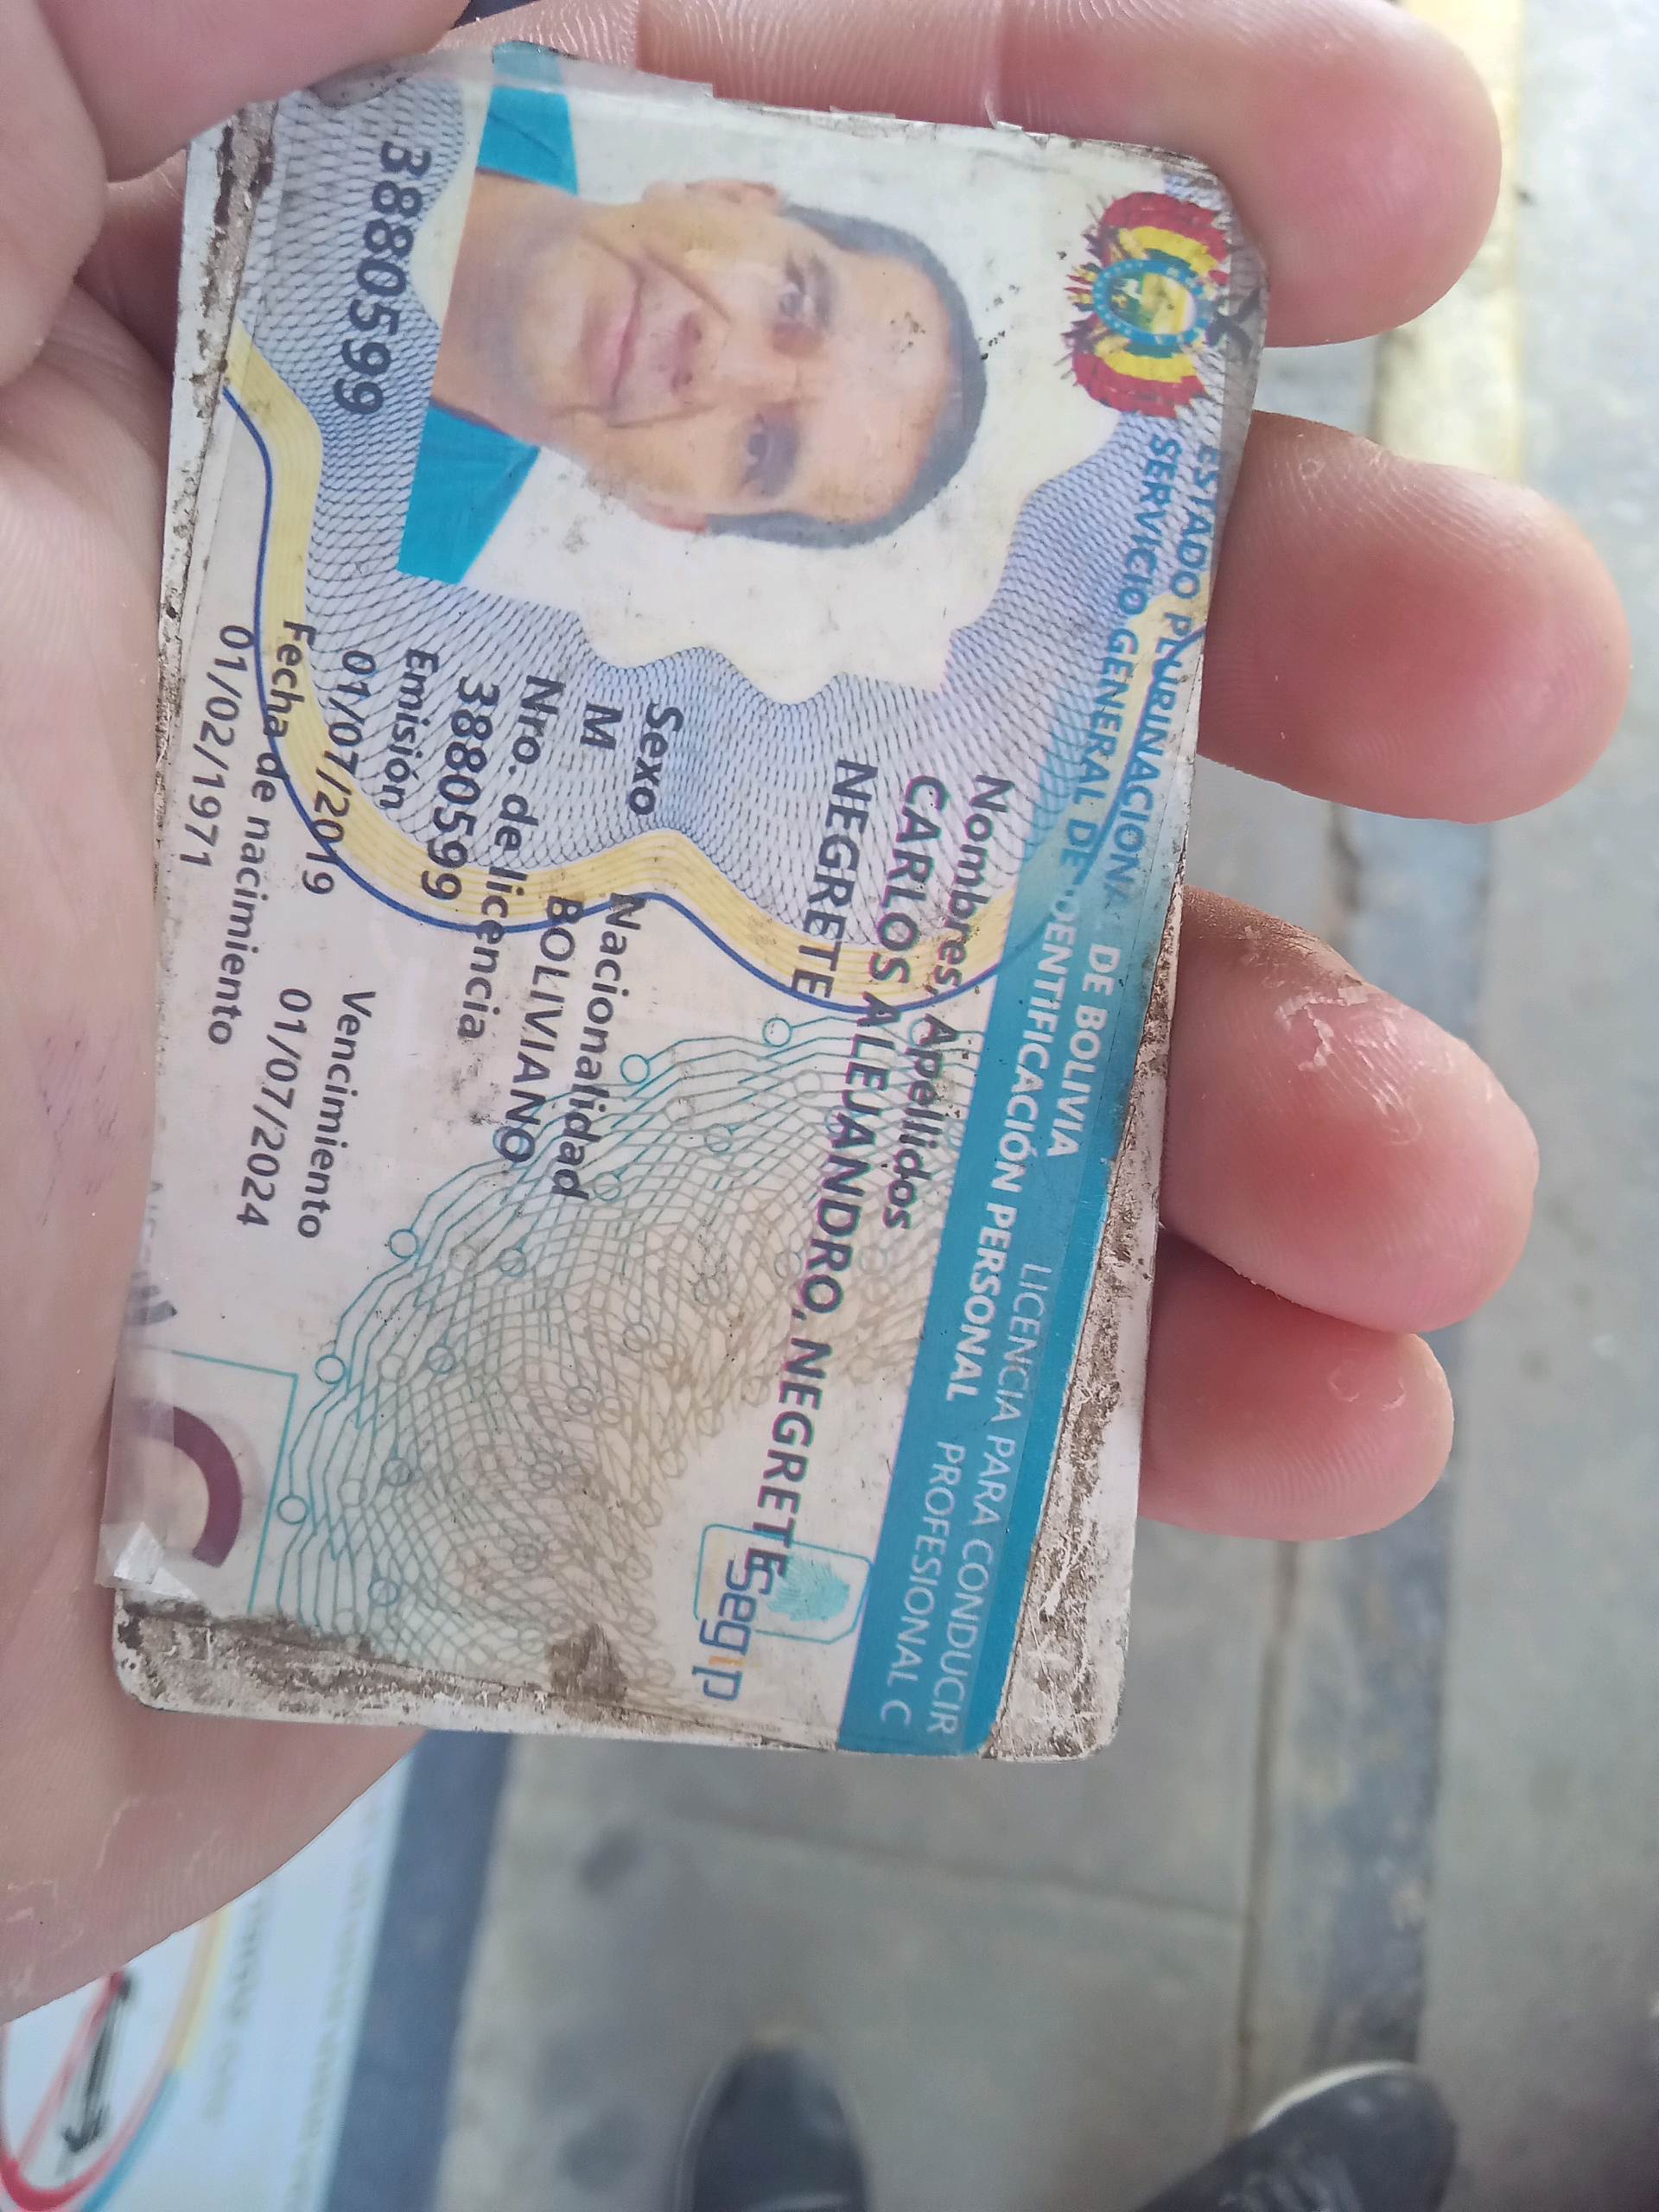 ESTADO PLURINACIONAL DE BOLIVIA
SERVICIO GENERAL DE IDENTIFICACIÓN PERSONAL
LICENCIA PARA CONDUCIR
PROFESIONAL C
segip
Nombres, Apellidos
CARLOS ALEJANDRO, NEGRETE
NEGRETE
Sexo Nacionalidad
M BOLIVIANO
Nro. de licencia
3880599
Emisión Vencimiento
01/07/2019 01/07/2024
Fecha de nacimiento
01/02/1971
3880599
C